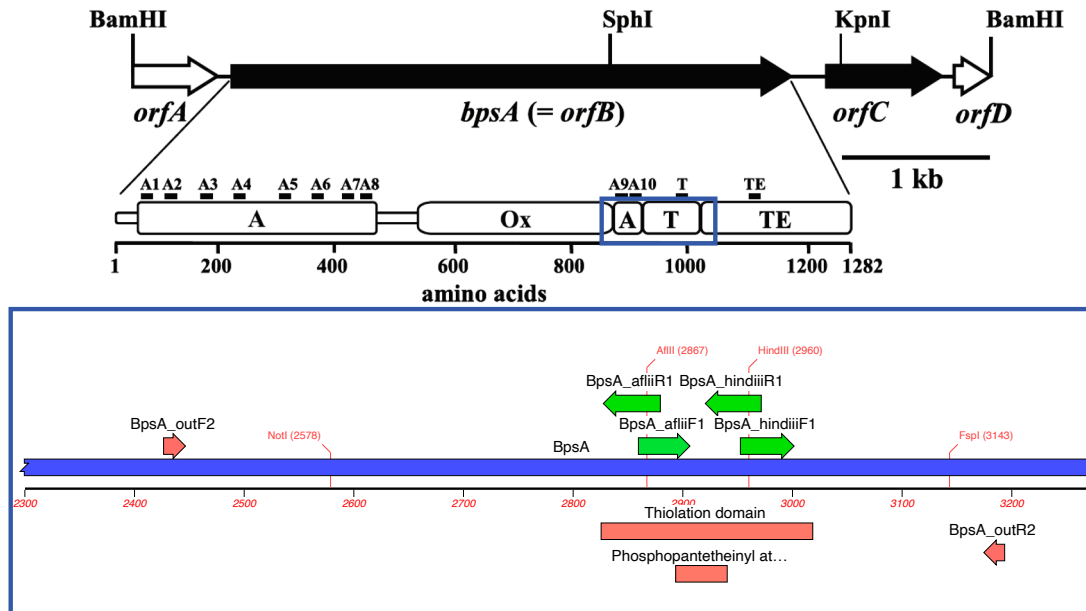 BamHI SphI KpnI BamHI
orfA bpsA (= orfB) orfC orfD
1 kb
A1 A2 A3 A4 A5 A6 A7 A8 A9 A10 T TE
A Ox A T TE
1 200 400 600 800 1000 1200 1282
amino acids
AflII (2867) HindIII (2960)
BpsA_afliiR1 BpsA_hindiiiR1
BpsA_outF2 NotI (2578) BpsA BpsA_afliiF1 BpsA_hindiiiF1 FspI (3143)
2300 2400 2500 2600 2700 2800 2900 3000 3100 3200
Thiolation domain
BpsA_outR2
Phosphopantetheinyl at…